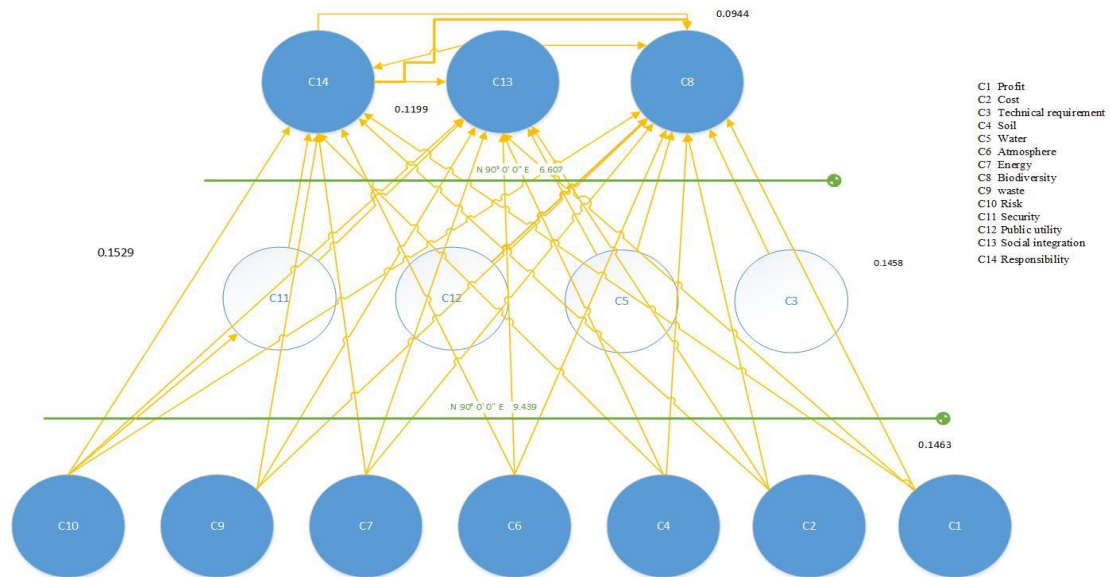 0.0944
C14
C13
C8
0.1199
C1 Profit
C2 Cost
C3 Technical requirement
C4 Soil
C5 Water
C6 Atmosphere
C7 Energy
C8 Biodiversity
C9 waste
C10 Risk
C11 Security
C12 Public utility
C13 Social integration
C14 Responsibility
N 90° 0' 0" E 6.607
0.1529
0.1458
C11
C12
C5
C3
N 90° 0' 0" E 9.439
0.1463
C10
C9
C7
C6
C4
C2
C1